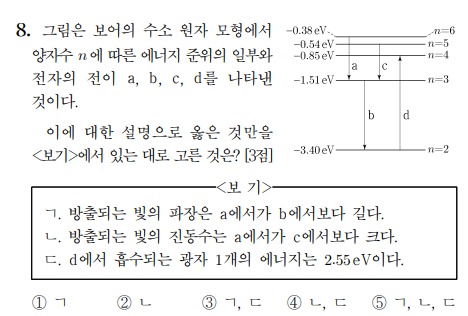 8. 그림은 보어의 수소 원자 모형에서
양자수 n에 따른 에너지 준위의 일부와
전자의 전이 a, b, c, d를 나타낸
것이다.
이에 대한 설명으로 옳은 것만을
<보기>에서 있는 대로 고른 것은? [3점]
-0.38 eV n=6
-0.54 eV n=5
-0.85 eV n=4
a c
-1.51 eV n=3
b d
-3.40 eV n=2
<보 기>
ㄱ. 방출되는 빛의 파장은 a에서가 b에서보다 길다.
ㄴ. 방출되는 빛의 진동수는 a에서가 c에서보다 크다.
ㄷ. d에서 흡수되는 광자 1개의 에너지는 2.55 eV이다.
① ㄱ ② ㄴ ③ ㄱ, ㄷ ④ ㄴ, ㄷ ⑤ ㄱ, ㄴ, ㄷ